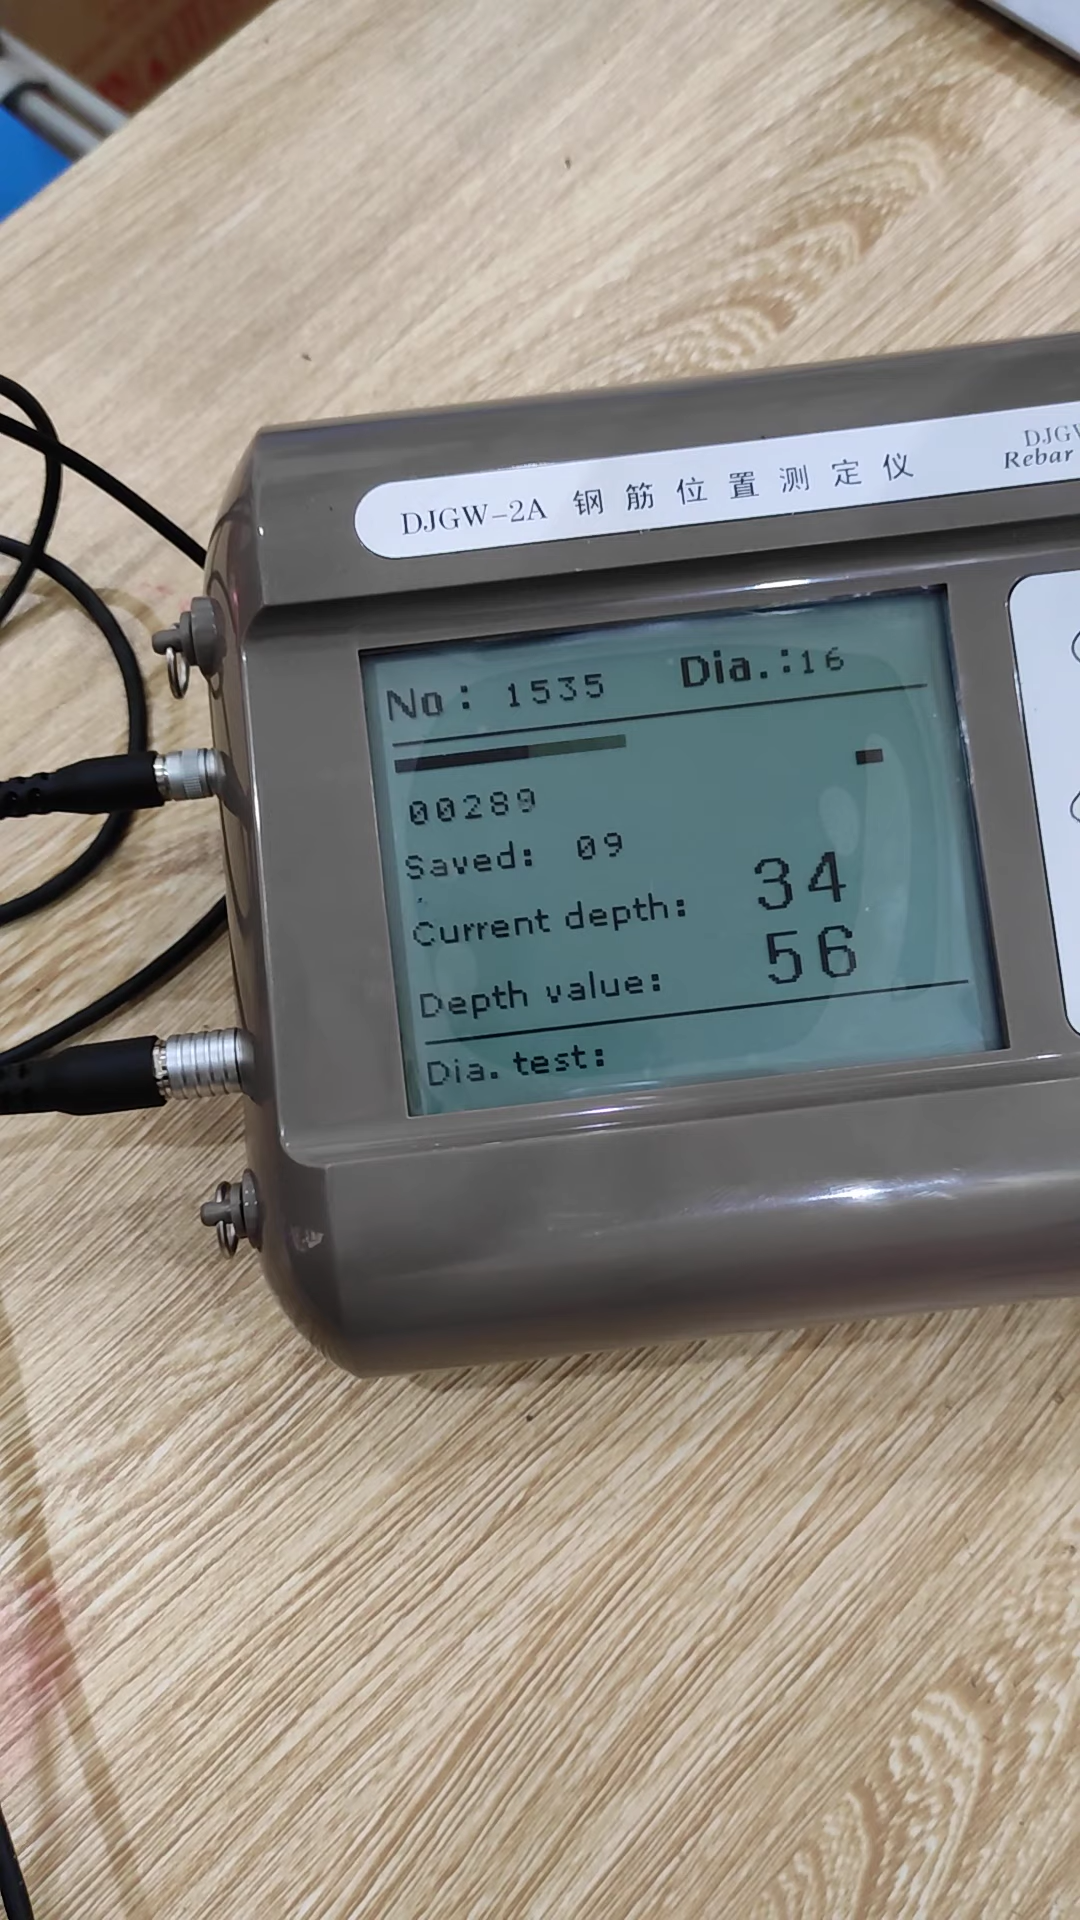 DJGW-2A 钢筋位置测定仪
DJGW
Rebar
No: 1535 Dia.:16
00289
Saved: 09
Current depth: 34
Depth value: 56
Dia. test: